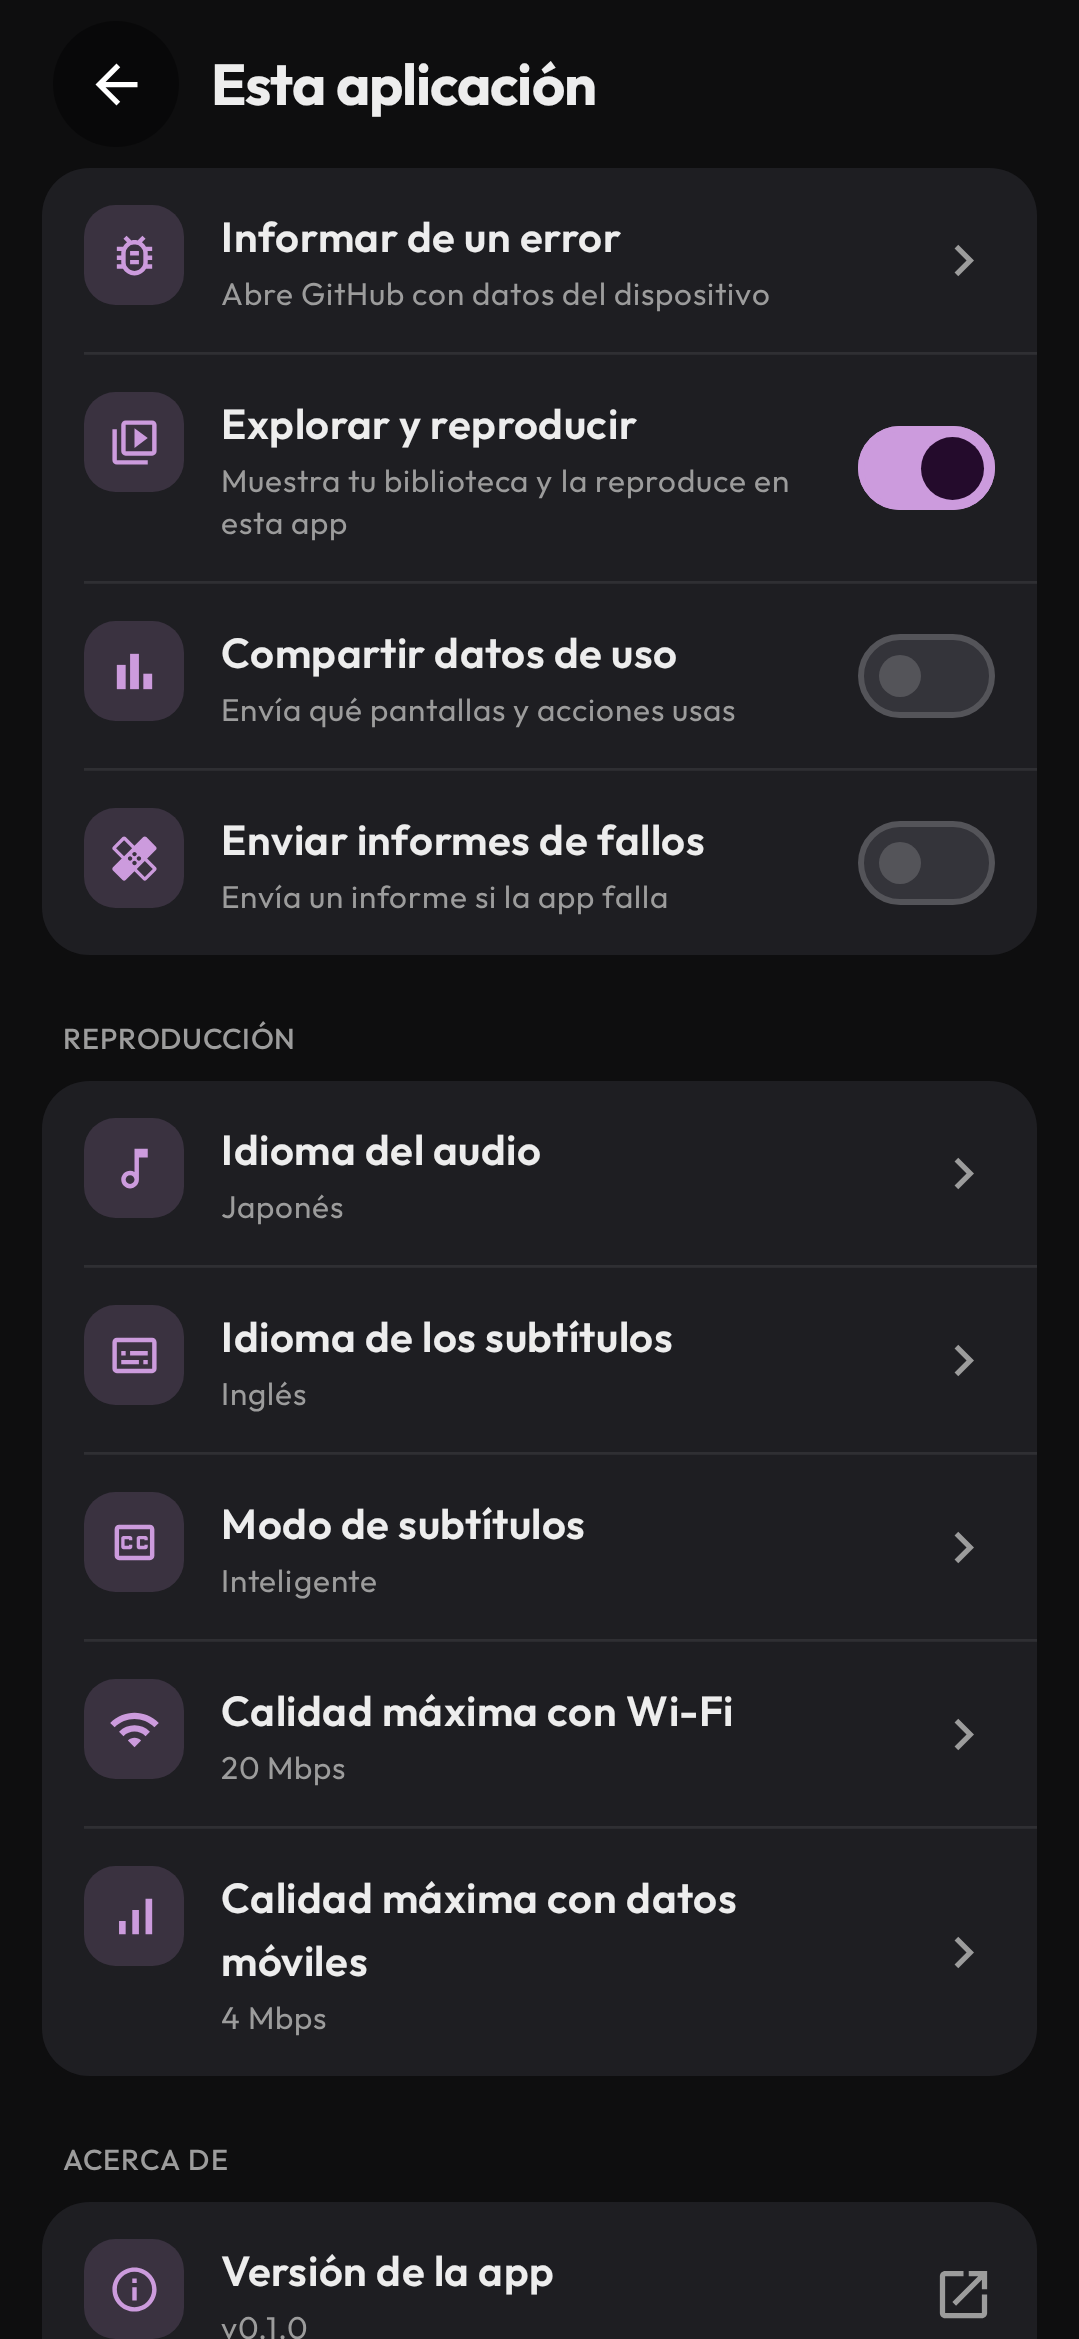 Esta aplicación
Informar de un error
Abre GitHub con datos del dispositivo
Explorar y reproducir
Muestra tu biblioteca y la reproduce en
esta app
Compartir datos de uso
Envía qué pantallas y acciones usas
Enviar informes de fallos
Envía un informe si la app falla
REPRODUCCIÓN
Idioma del audio
Japonés
Idioma de los subtítulos
Inglés
CC
Modo de subtítulos
Inteligente
Calidad máxima con Wi-Fi
20 Mbps
Calidad máxima con datos
móviles
4 Mbps
ACERCA DE
Versión de la app
v0.1.0